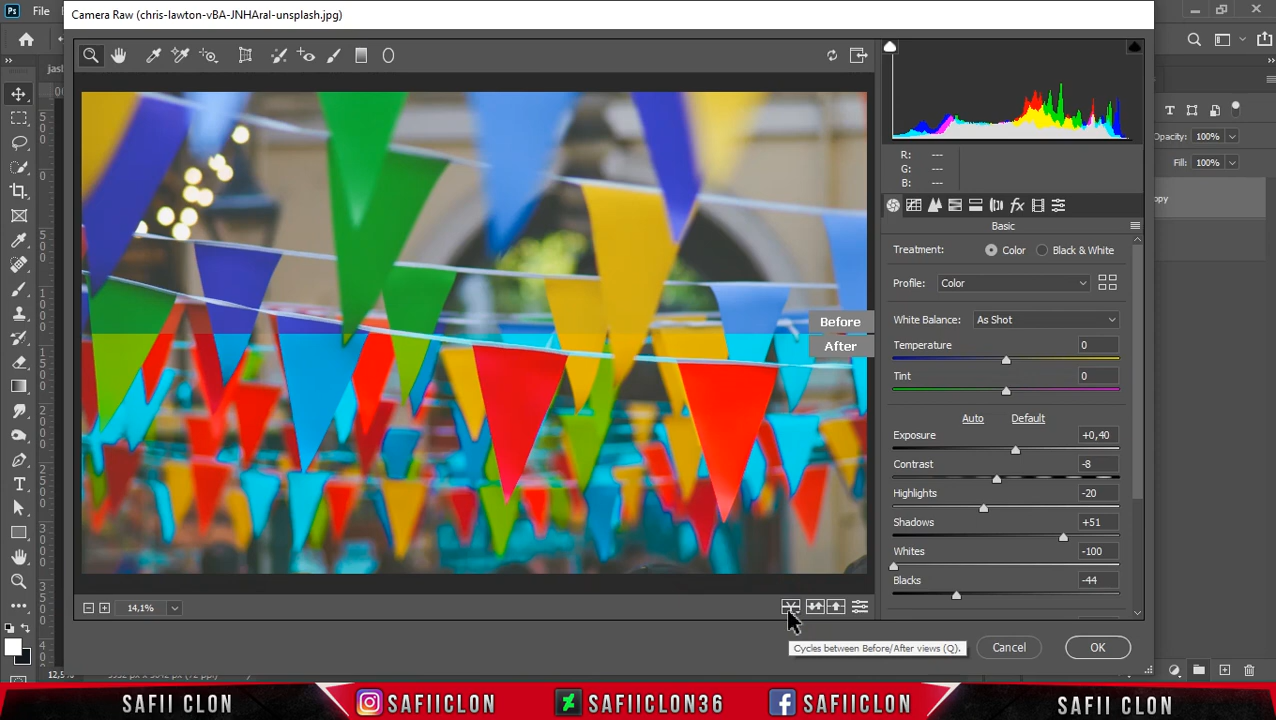 Ps File
Camera Raw (chris-lawton-vBA-JNHAral-unsplash.jpg)
Before
After
R: ---
G: ---
B: ---
Basic
Treatment: Color Black & White
Profile: Color
White Balance: As Shot
Temperature 0
Tint 0
Auto Default
Exposure +0,40
Contrast -8
Highlights -20
Shadows +51
Whites -100
Blacks -44
14,1%
Cycles between Before/After views (Q).
Cancel OK
Opacity: 100%
Fill: 100%
opy
SAFII CLON SAFIICLON SAFIICLON36 SAFIICLON SAFII CLON